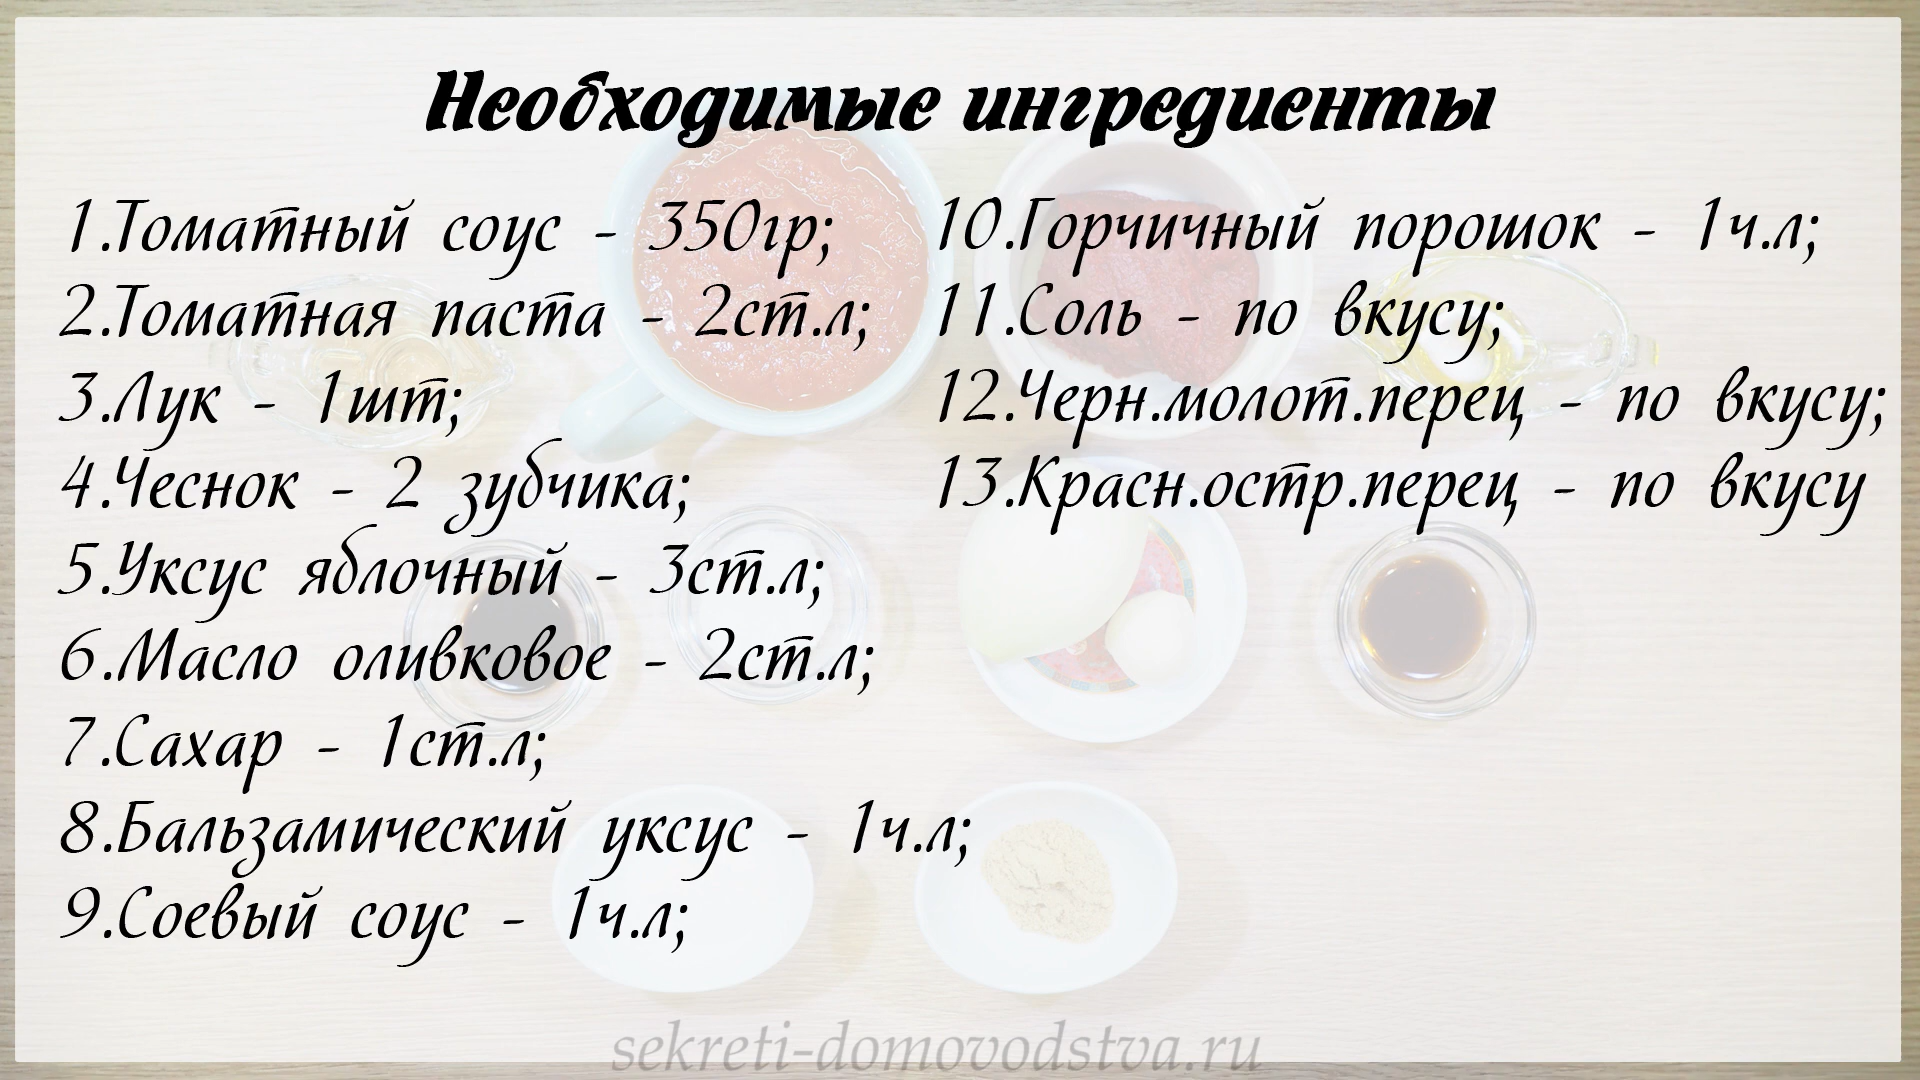 Необходимые ингредиенты
1.Томатный соус - 350гр;
2.Томатная паста - 2ст.л;
3.Лук - 1шт;
4.Чеснок - 2 зубчика;
5.Уксус яблочный - 3ст.л;
6.Масло оливковое - 2ст.л;
7.Сахар - 1ст.л;
8.Бальзамический уксус - 1ч.л;
9.Соевый соус - 1ч.л;
10.Горчичный порошок - 1ч.л;
11.Соль - по вкусу;
12.Черн.молот.перец - по вкусу;
13.Красн.остр.перец - по вкусу
sekreti-domovodstva.ru